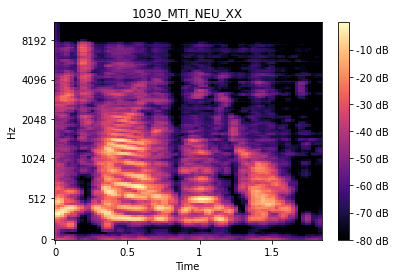 1030_MTI_NEU_XX
8192
4096
2048
1024
512
0
Hz
0
0.5
1
1.5
Time
-10 dB
-20 dB
-30 dB
-40 dB
-50 dB
-60 dB
-70 dB
-80 dB